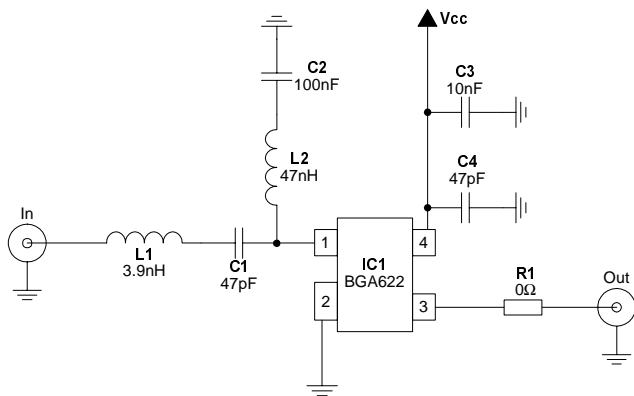 Vcc
C2
100nF
C3
10nF
L2
47nH
C4
47pF
In
L1
3.9nH
C1
47pF
1
4
IC1
BGA622
2
3
R1
0Ω
Out